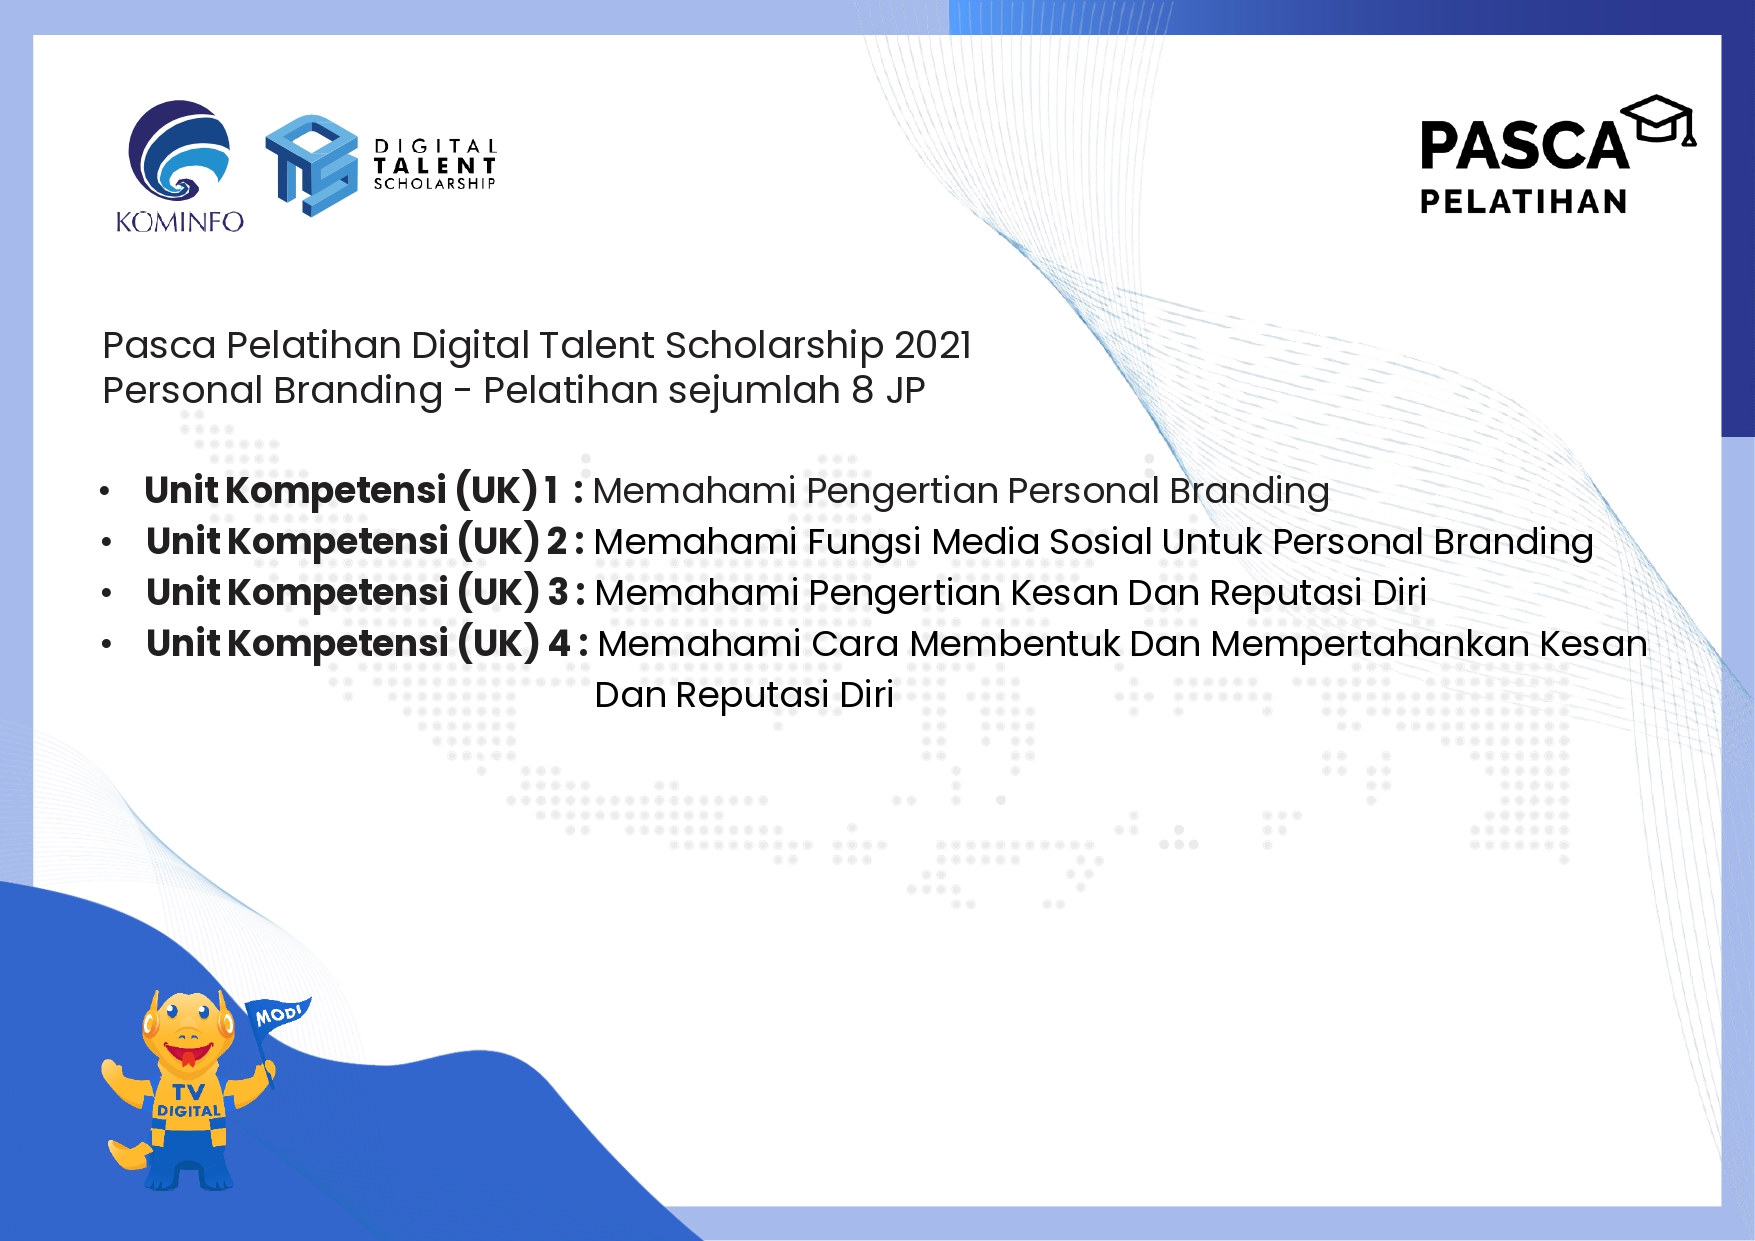 KOMINFO
DIGITAL
TALENT
SCHOLARSHIP
PASCA
PELATIHAN
Pasca Pelatihan Digital Talent Scholarship 2021
Personal Branding - Pelatihan sejumlah 8 JP
• Unit Kompetensi (UK) 1 : Memahami Pengertian Personal Branding
• Unit Kompetensi (UK) 2 : Memahami Fungsi Media Sosial Untuk Personal Branding
• Unit Kompetensi (UK) 3 : Memahami Pengertian Kesan Dan Reputasi Diri
• Unit Kompetensi (UK) 4 : Memahami Cara Membentuk Dan Mempertahankan Kesan
Dan Reputasi Diri
MODI
TV
DIGITAL